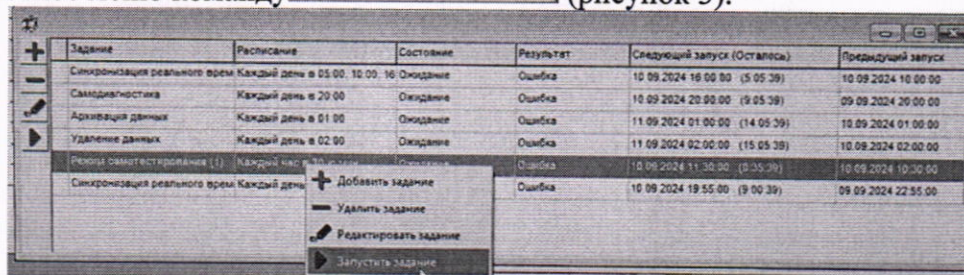 команду (рисунок 3).
Задание Расписание Состояние Результат Следующий запуск (Осталось) Предыдущий запуск
Синхронизация реального врем Каждый день в 05:00, 10:00, 16 Ожидание Ошибка 10.09.2024 16:00:00 (5:05:39) 10.09.2024 10:00:00
Самодиагностика Каждый день в 20:00 Ожидание Ошибка 10.09.2024 20:00:00 (9:05:39) 09.09.2024 20:00:00
Архивация данных Каждый день в 01:00 Ожидание Ошибка 11.09.2024 01:00:00 (14:05:39) 10.09.2024 01:00:00
Удаление данных Каждый день в 02:00 Ожидание Ошибка 11.09.2024 02:00:00 (15:05:39) 10.09.2024 02:00:00
Режим самотестирования (1) Каждый час в Ошибка 10.09.2024 11:30:00 (0:35:39) 10.09.2024 10:30:00
Синхронизация реального врем Каждый день Ошибка 10.09.2024 19:55:00 09.09.2024 22:55:00
Добавить задание
Удалить задание
Редактировать задание
Запустить задание